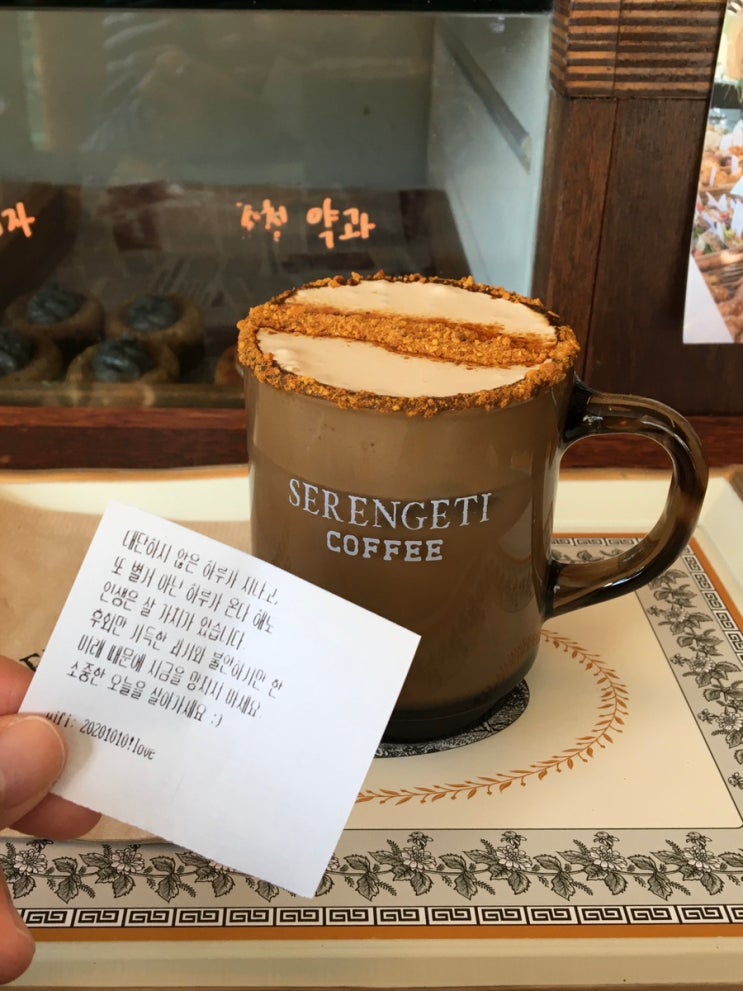 과자
수천 약과
SERENGETI
COFFEE
대단하지 않은 하루가 지나고,
또 별거 아닌 하루가 온다 해도
인생은 살 가치가 있습니다.
후회만 가득한 과거와 불안하기만 한
미래 때문에 지금을 망치지 마세요.
소중한 오늘을 살아가세요 :)
wifi: 20201010!love